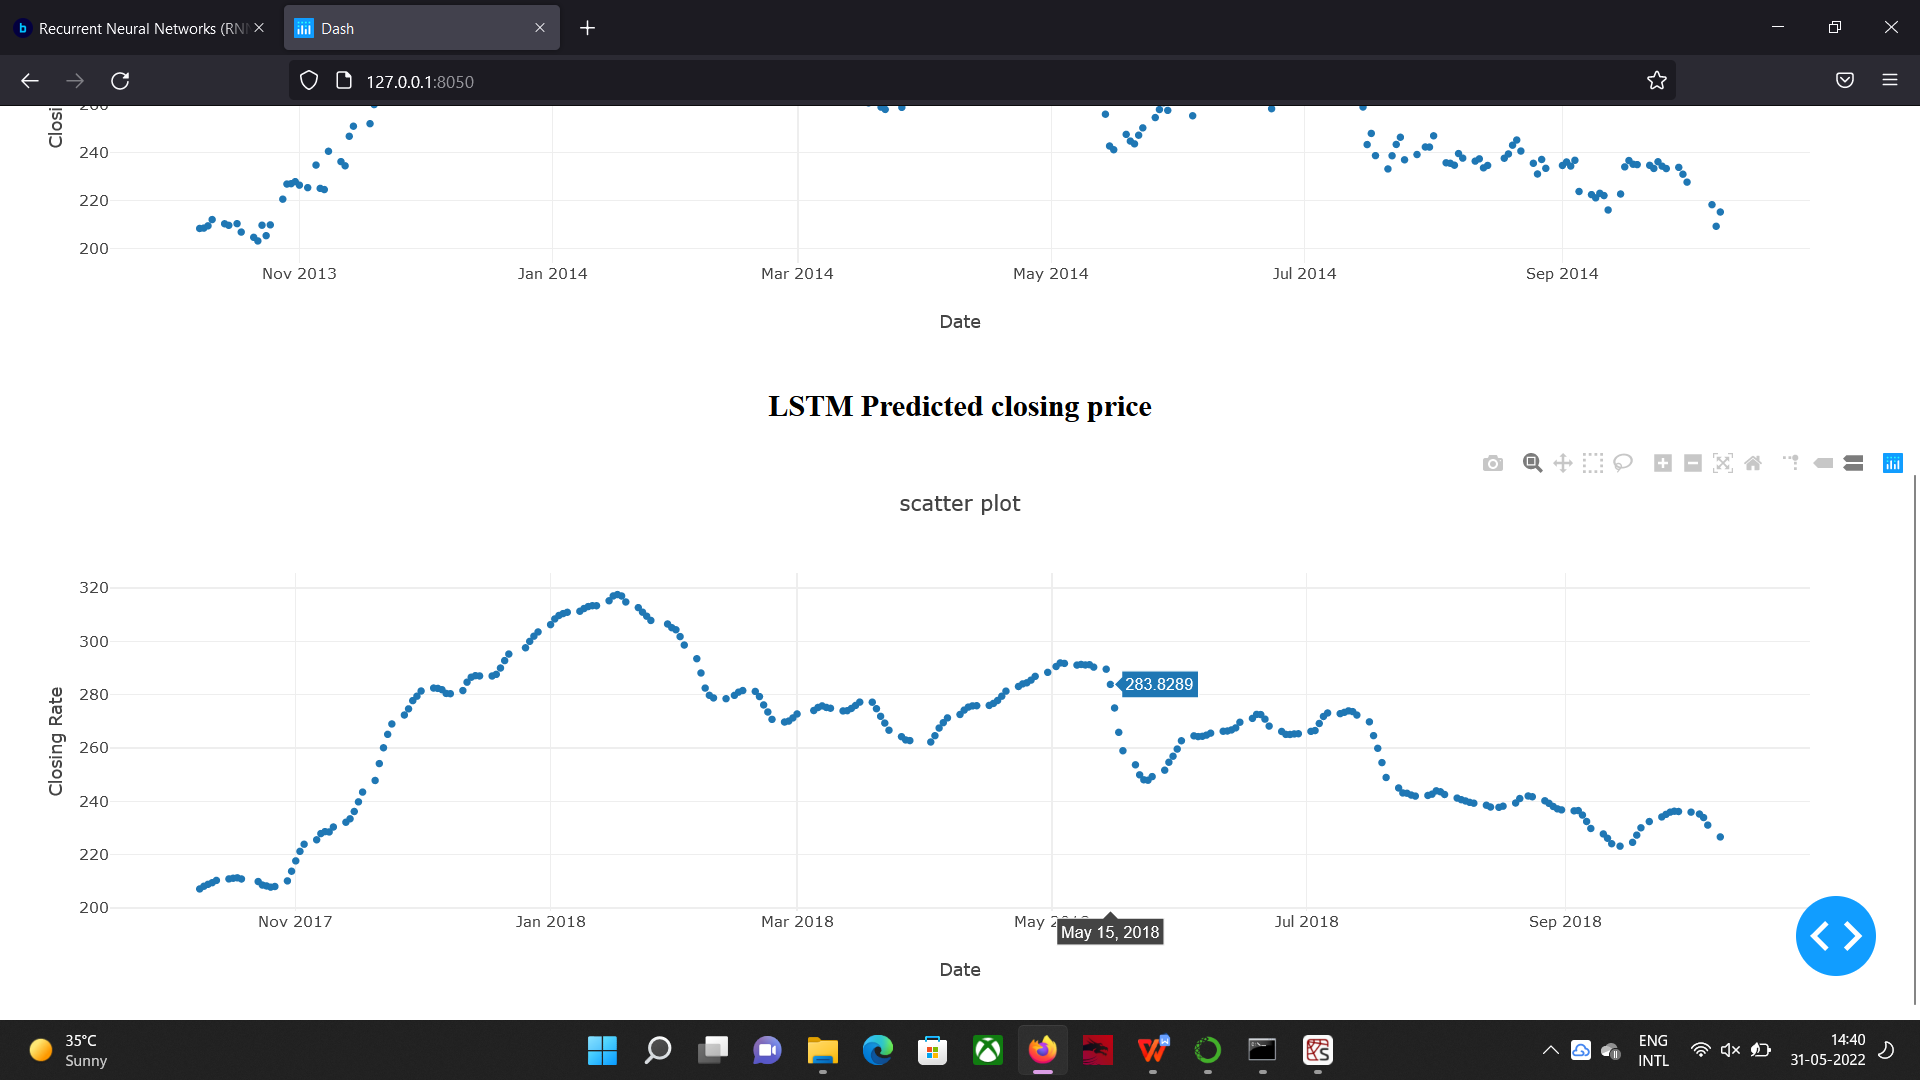 Recurrent Neural Networks (RN
Dash
127.0.0.1:8050
Closi
260
240
220
200
Nov 2013
Jan 2014
Mar 2014
May 2014
Jul 2014
Sep 2014
Date
LSTM Predicted closing price
scatter plot
320
300
280
260
240
220
200
Closing Rate
283.8289
Nov 2017
Jan 2018
Mar 2018
May
Jul 2018
Sep 2018
May 15, 2018
Date
35°C
Sunny
ENG
INTL
14:40
31-05-2022